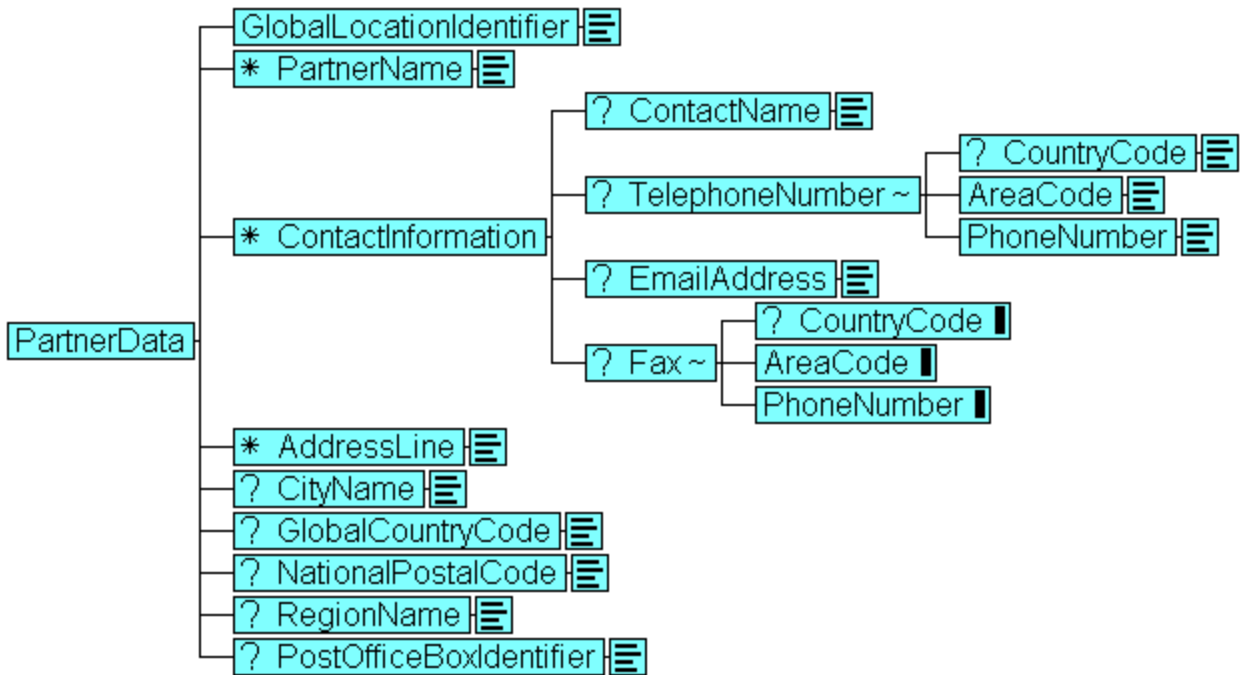 GlobalLocationIdentifier
* PartnerName
? ContactName
? CountryCode
? TelephoneNumber ~
AreaCode
* ContactInformation
PhoneNumber
? EmailAddress
? CountryCode
PartnerData
? Fax ~
AreaCode
PhoneNumber
* AddressLine
? CityName
? GlobalCountryCode
? NationalPostalCode
? RegionName
? PostOfficeBoxIdentifier